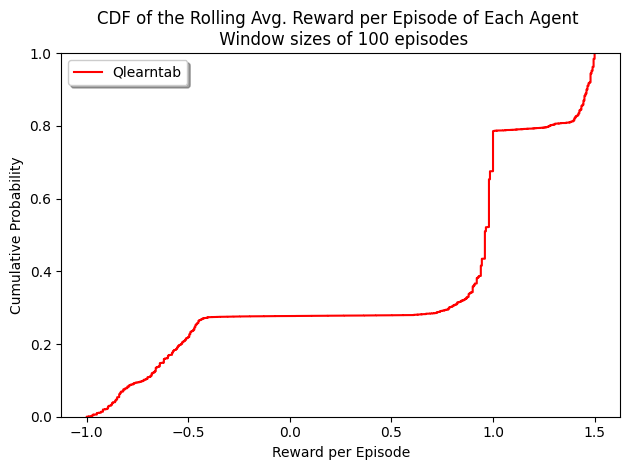 CDF of the Rolling Avg. Reward per Episode of Each Agent
Window sizes of 100 episodes
Qlearntab
Cumulative Probability
1.0
0.8
0.6
0.4
0.2
0.0
−1.0 −0.5 0.0 0.5 1.0 1.5
Reward per Episode